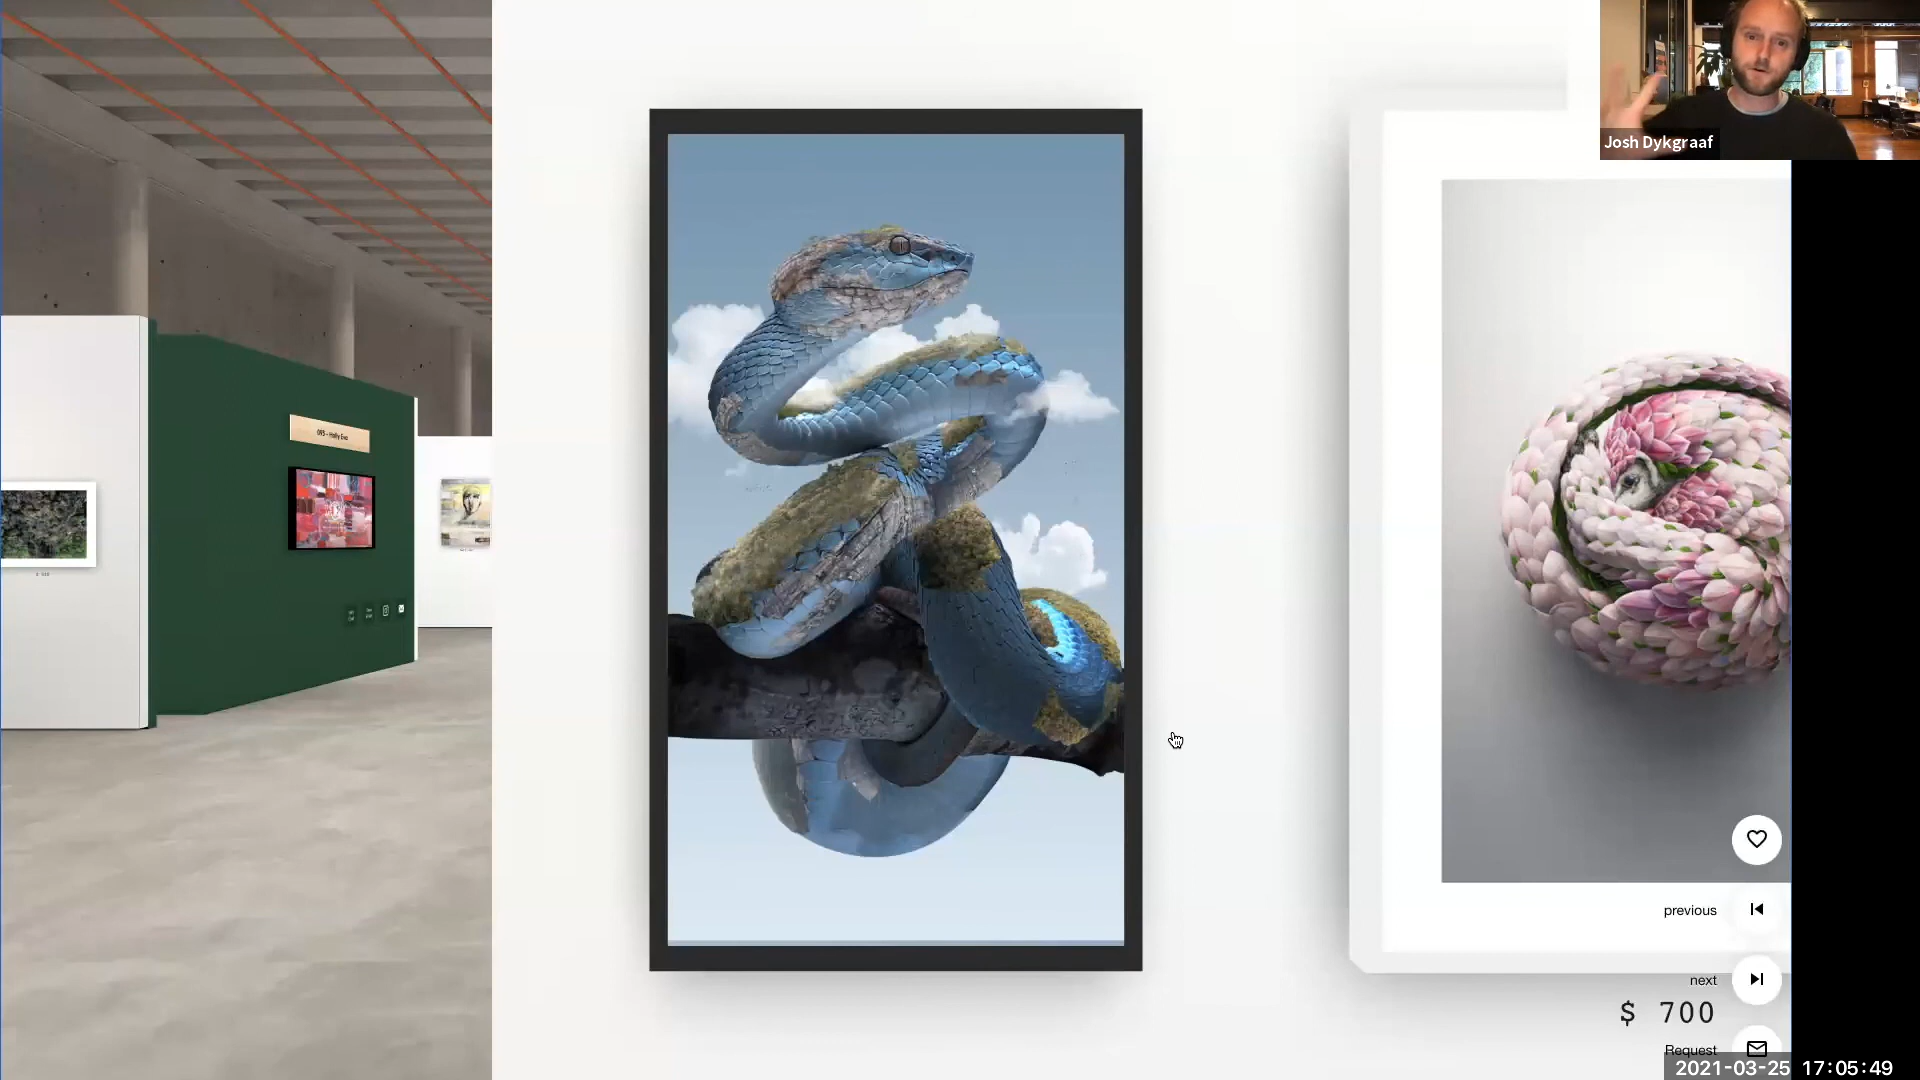 Josh Dykgraaf
previous
next
$ 700
Request
2021-03-25 17:05:49